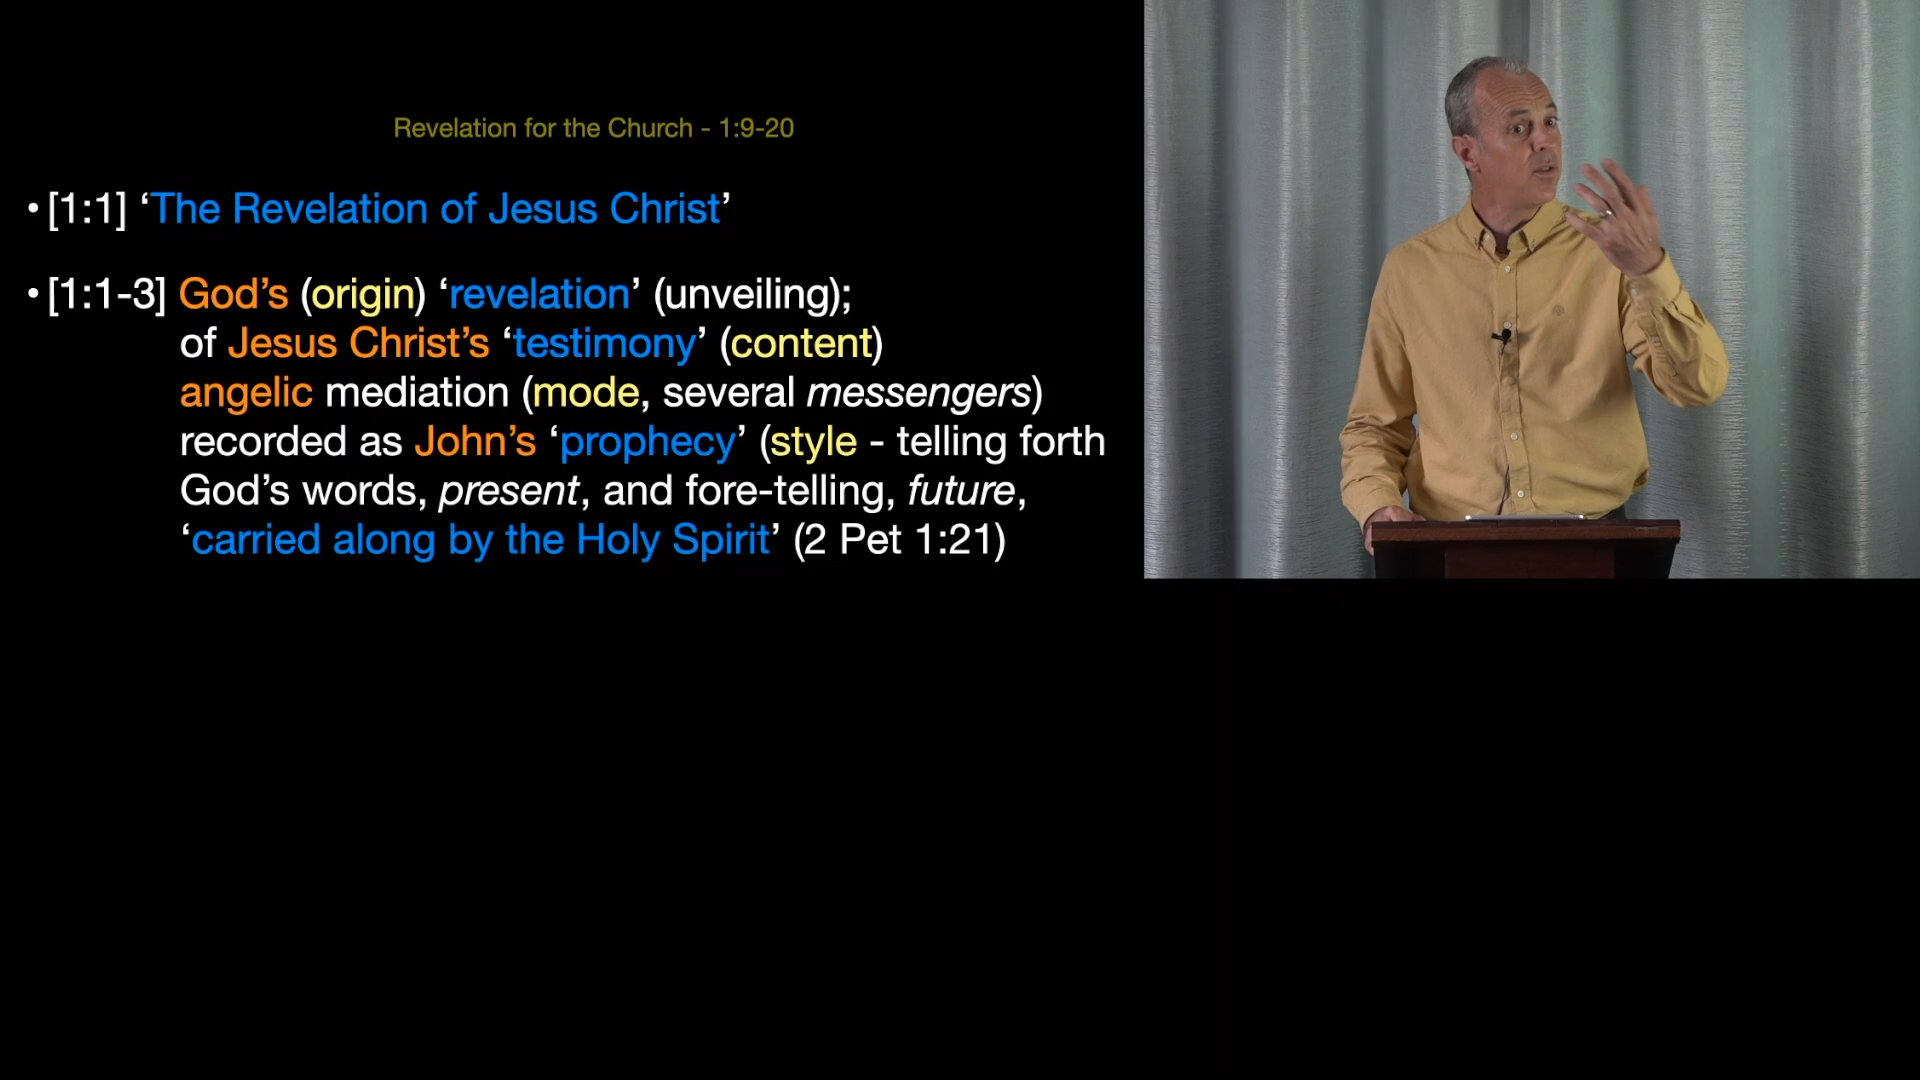 Revelation for the Church - 1:9-20
• [1:1] ‘The Revelation of Jesus Christ’
• [1:1-3] God’s (origin) ‘revelation’ (unveiling);
of Jesus Christ’s ‘testimony’ (content)
angelic mediation (mode, several messengers)
recorded as John’s ‘prophecy’ (style - telling forth
God’s words, present, and fore-telling, future,
‘carried along by the Holy Spirit’ (2 Pet 1:21)